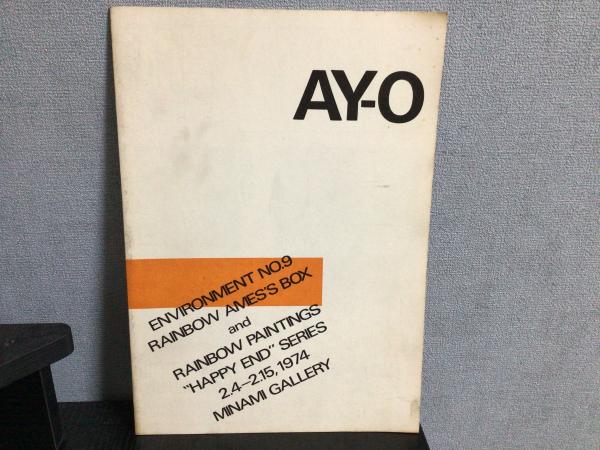 AY-O
ENVIRONMENT NO.9
RAINBOW AMES'S BOX
and
RAINBOW PAINTINGS
"HAPPY END" SERIES
2.4-2.15, 1974
MINAMI GALLERY